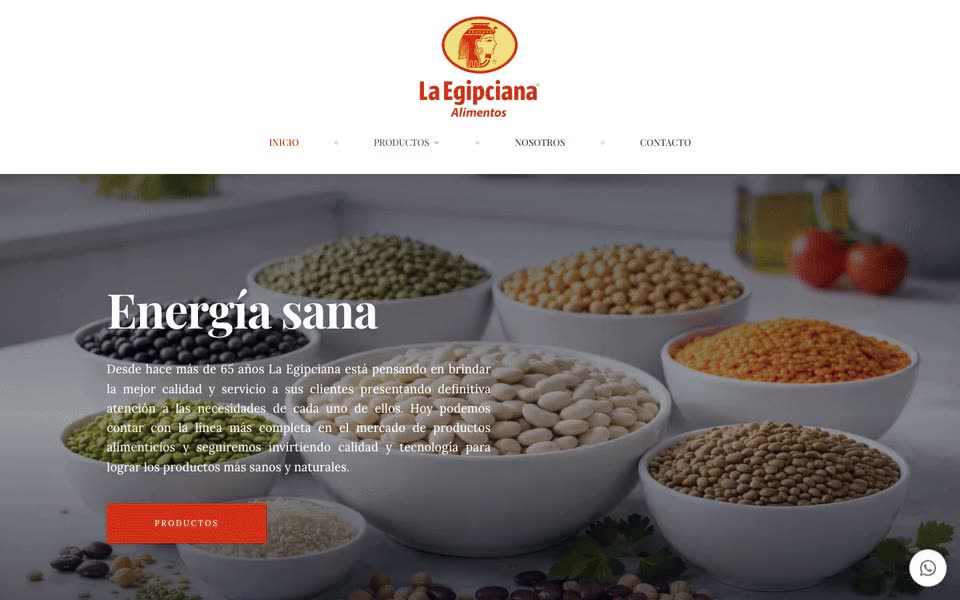 La Egipciana
Alimentos
INICIO
PRODUCTOS
NOSOTROS
CONTACTO
Energía sana
Desde hace más de 65 años La Egipciana está pensando en brindar
la mejor calidad y servicio a sus clientes presentando definitiva
atención a las necesidades de cada uno de ellos. Hoy podemos
contar con la línea más completa en el mercado de productos
alimenticios y seguiremos invirtiendo calidad y tecnología para
lograr los productos más sanos y naturales.
PRODUCTOS